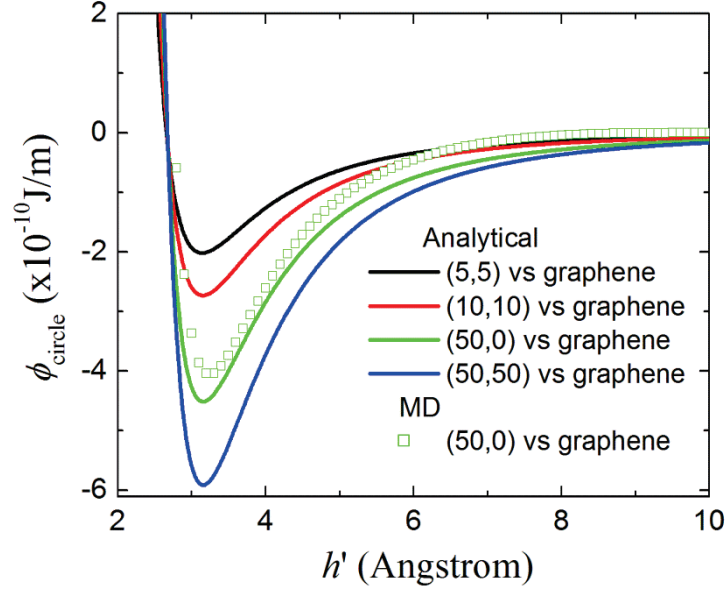 2
0
-2
-4
-6
ϕcircle (x10⁻¹⁰J/m)
Analytical
(5,5) vs graphene
(10,10) vs graphene
(50,0) vs graphene
(50,50) vs graphene
MD
(50,0) vs graphene
2 4 6 8 10
h' (Angstrom)